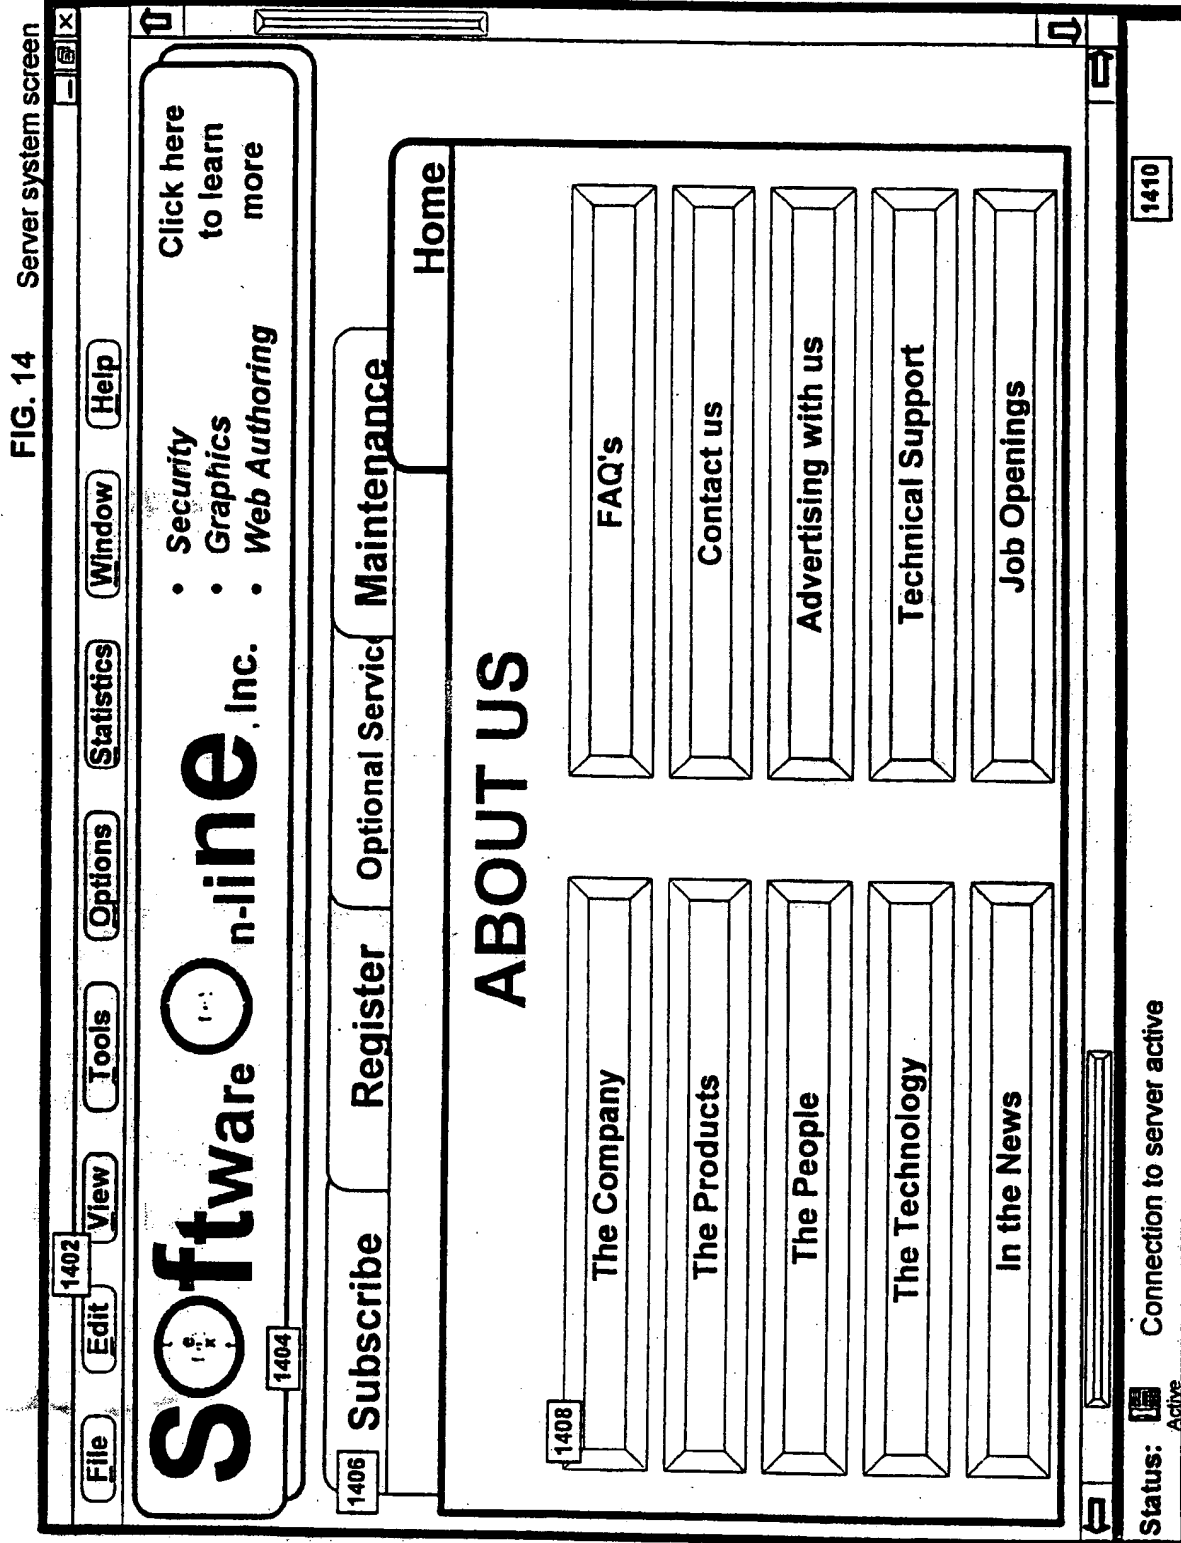 FIG. 14 Server system screen
1402
File Edit View Tools Options Statistics Window Help
Software On-line, Inc.
• Security
• Graphics
• Web Authoring
Click here
to learn
more
1404
1406
Subscribe Register Optional Service Maintenance
Home
ABOUT US
1408
The Company
The Products
The People
The Technology
In the News
FAQ's
Contact us
Advertising with us
Technical Support
Job Openings
1410
Status: Connection to server active
Active